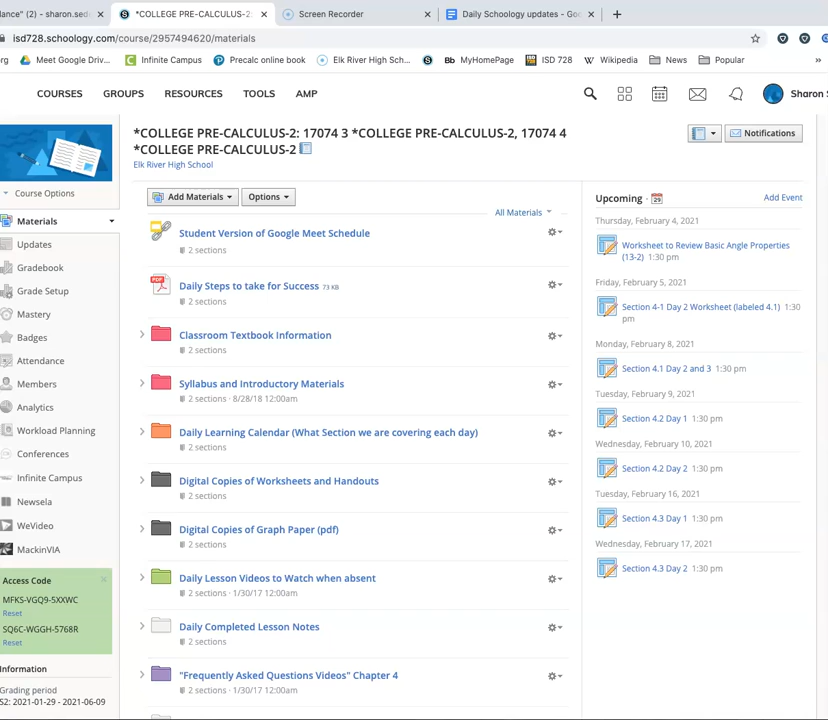 ance" (2) - sharon.sed
*COLLEGE PRE-CALCULUS-2:
Screen Recorder
Daily Schoology updates - Goo
isd728.schoology.com/course/2957494620/materials
org
Meet Google Driv...
Infinite Campus
Precalc online book
Elk River High Sch...
Bb MyHomePage
ISD 728
W Wikipedia
News
Popular
»
COURSES GROUPS RESOURCES TOOLS AMP
Sharon S
*COLLEGE PRE-CALCULUS-2: 17074 3 *COLLEGE PRE-CALCULUS-2, 17074 4
*COLLEGE PRE-CALCULUS-2
Elk River High School
Notifications
Course Options
Materials
Updates
Gradebook
Grade Setup
Mastery
Badges
Attendance
Members
Analytics
Workload Planning
Conferences
Infinite Campus
Newsela
WeVideo
MackinVIA
Access Code
MFKS-VGQ9-5XXWC
Reset
SQ6C-WGGH-5768R
Reset
Information
Grading period
S2: 2021-01-29 - 2021-06-09
Add Materials
Options
All Materials
Student Version of Google Meet Schedule
2 sections
PDF
Daily Steps to take for Success 73 KB
2 sections
Classroom Textbook Information
2 sections
Syllabus and Introductory Materials
2 sections · 8/28/18 12:00am
Daily Learning Calendar (What Section we are covering each day)
2 sections
Digital Copies of Worksheets and Handouts
2 sections
Digital Copies of Graph Paper (pdf)
2 sections
Daily Lesson Videos to Watch when absent
2 sections · 1/30/17 12:00am
Daily Completed Lesson Notes
2 sections
"Frequently Asked Questions Videos" Chapter 4
2 sections · 1/30/17 12:00am
Upcoming ·
Add Event
Thursday, February 4, 2021
Worksheet to Review Basic Angle Properties
(13-2) 1:30 pm
Friday, February 5, 2021
Section 4-1 Day 2 Worksheet (labeled 4.1) 1:30
pm
Monday, February 8, 2021
Section 4.1 Day 2 and 3 1:30 pm
Tuesday, February 9, 2021
Section 4.2 Day 1 1:30 pm
Wednesday, February 10, 2021
Section 4.2 Day 2 1:30 pm
Tuesday, February 16, 2021
Section 4.3 Day 1 1:30 pm
Wednesday, February 17, 2021
Section 4.3 Day 2 1:30 pm